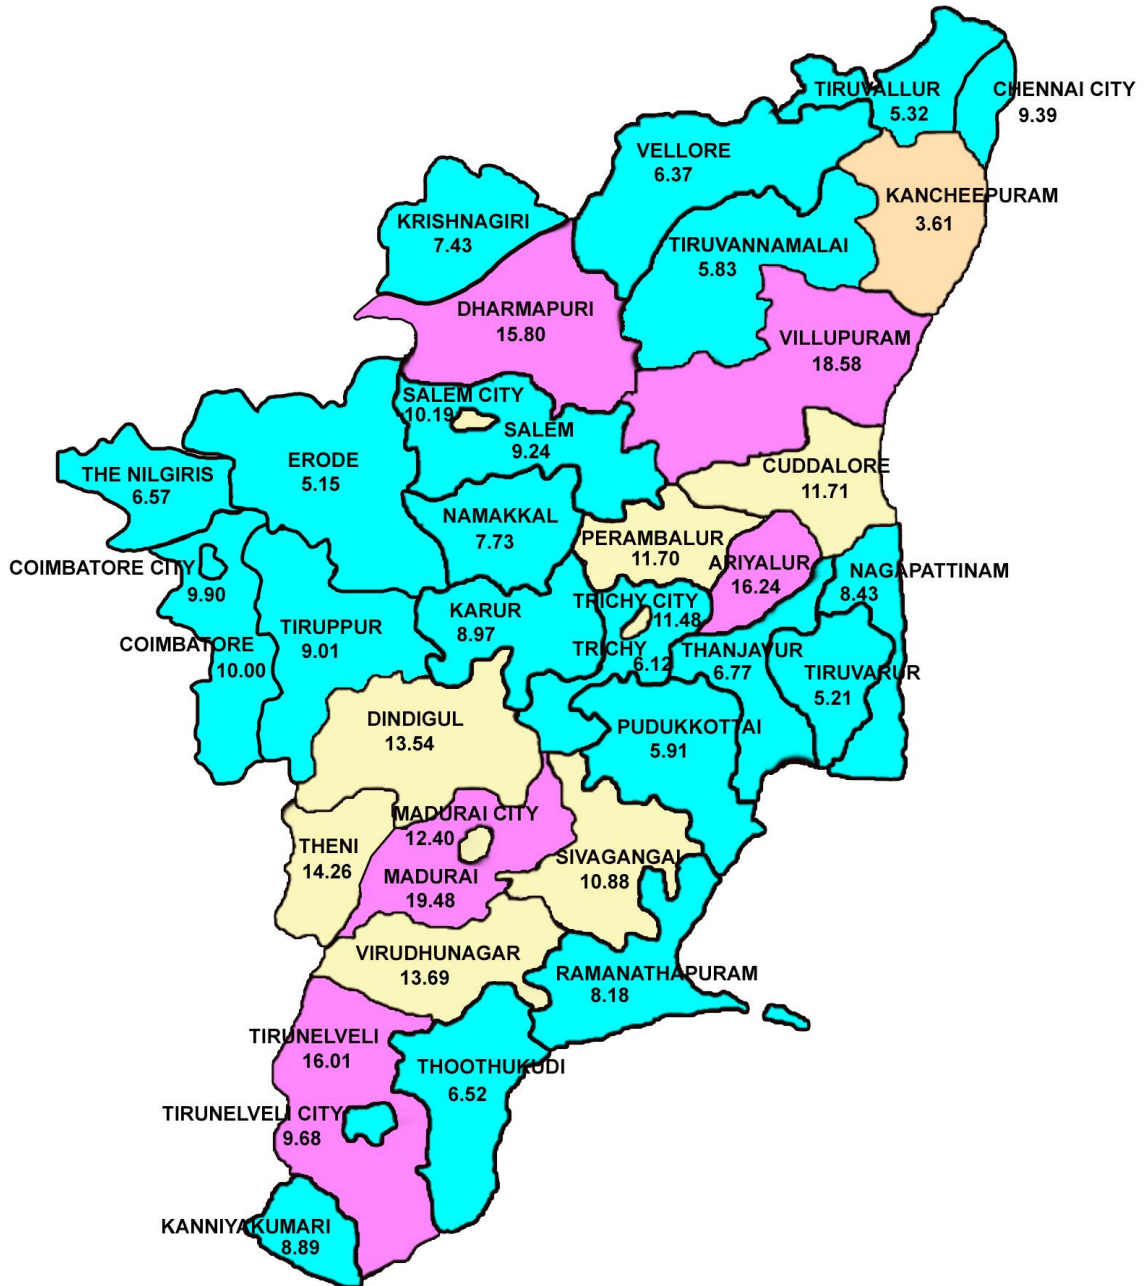 TIRUVALLUR
5.32
CHENNAI CITY
9.39
VELLORE
6.37
KANCHEEPURAM
3.61
KRISHNAGIRI
7.43
TIRUVANNAMALAI
5.83
DHARMAPURI
15.80
VILLUPURAM
18.58
SALEM CITY
10.19
SALEM
9.24
THE NILGIRIS
6.57
ERODE
5.15
CUDDALORE
11.71
NAMAKKAL
7.73
PERAMBALUR
11.70
ARIYALUR
16.24
NAGAPATTINAM
8.43
COIMBATORE CITY
9.90
TRICHY CITY
11.48
KARUR
8.97
TIRUPPUR
9.01
COIMBATORE
10.00
TRICHY
6.12
THANJAVUR
6.77
TIRUVARUR
5.21
DINDIGUL
13.54
PUDUKKOTTAI
5.91
MADURAI CITY
12.40
THENI
14.26
SIVAGANGAI
10.88
MADURAI
19.48
VIRUDHUNAGAR
13.69
RAMANATHAPURAM
8.18
TIRUNELVELI
16.01
THOOTHUKUDI
6.52
TIRUNELVELI CITY
9.68
KANNIYAKUMARI
8.89